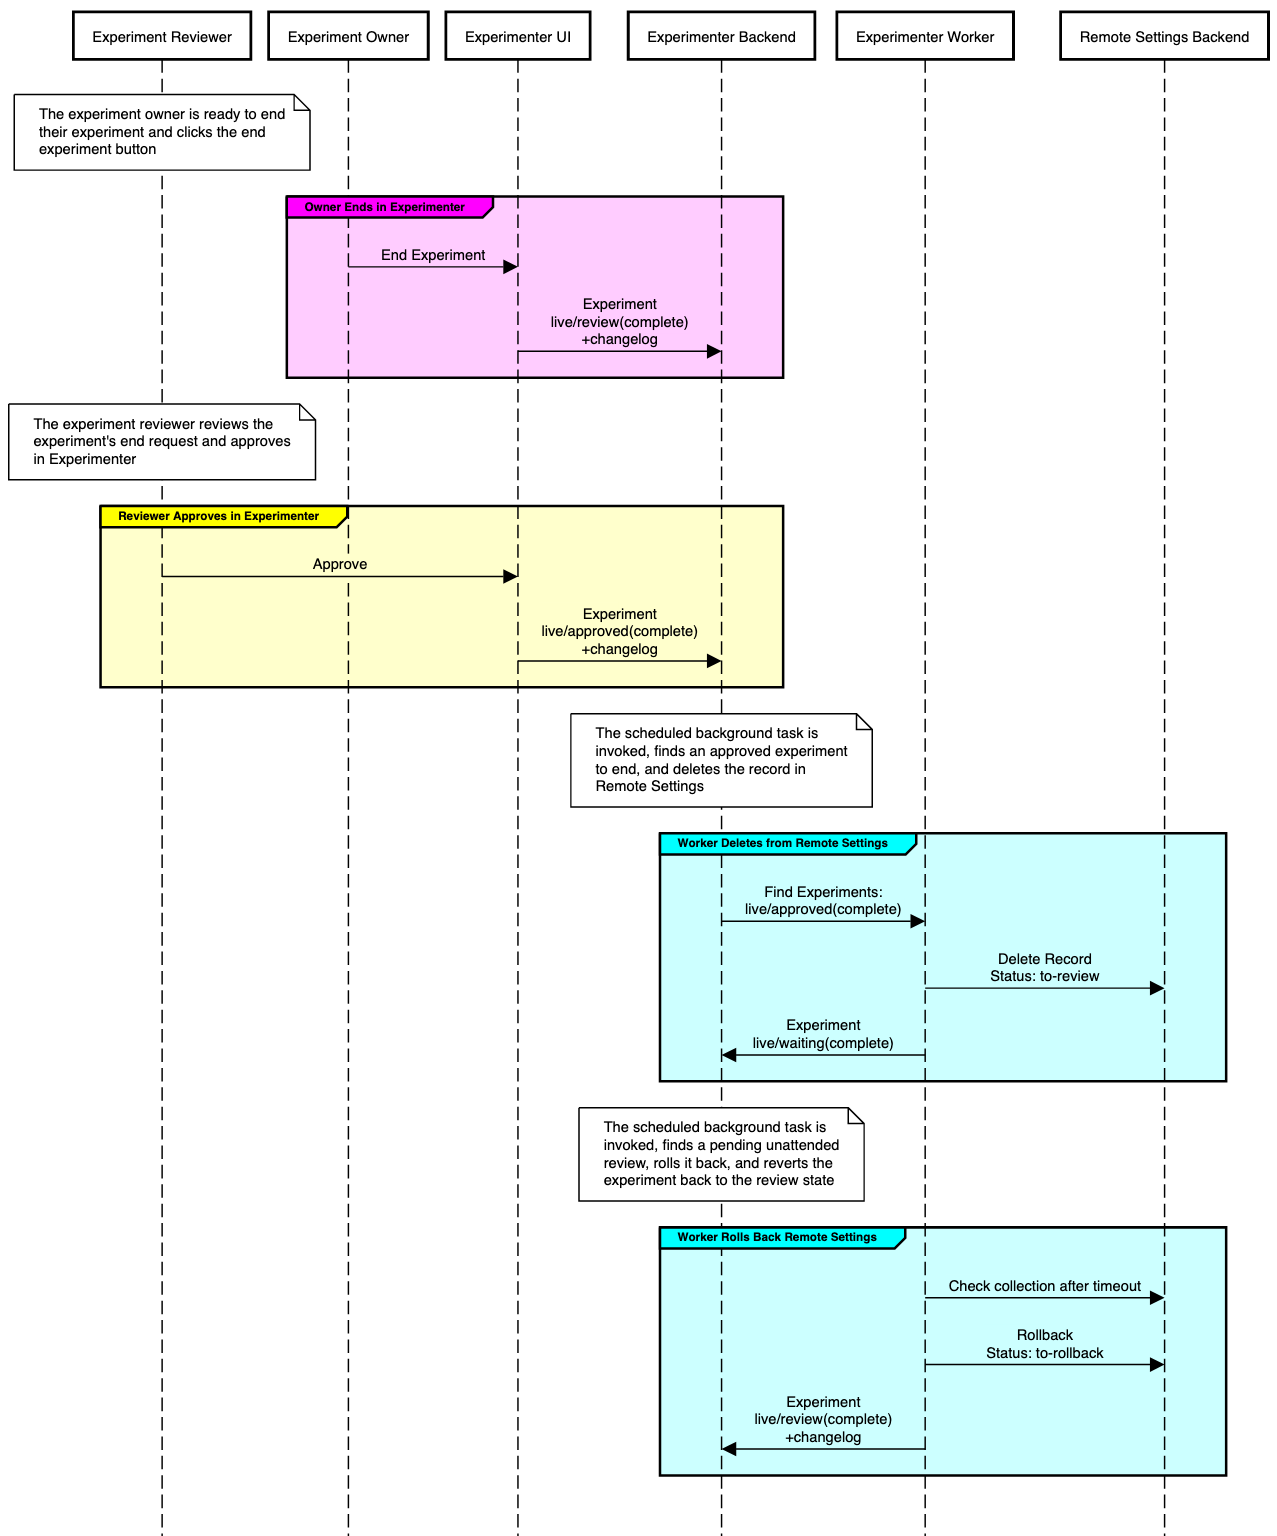 Experiment Reviewer
Experiment Owner
Experimenter UI
Experimenter Backend
Experimenter Worker
Remote Settings Backend
The experiment owner is ready to end
their experiment and clicks the end
experiment button
Owner Ends in Experimenter
End Experiment
Experiment
live/review(complete)
+changelog
The experiment reviewer reviews the
experiment's end request and approves
in Experimenter
Reviewer Approves in Experimenter
Approve
Experiment
live/approved(complete)
+changelog
The scheduled background task is
invoked, finds an approved experiment
to end, and deletes the record in
Remote Settings
Worker Deletes from Remote Settings
Find Experiments:
live/approved(complete)
Delete Record
Status: to-review
Experiment
live/waiting(complete)
The scheduled background task is
invoked, finds a pending unattended
review, rolls it back, and reverts the
experiment back to the review state
Worker Rolls Back Remote Settings
Check collection after timeout
Rollback
Status: to-rollback
Experiment
live/review(complete)
+changelog